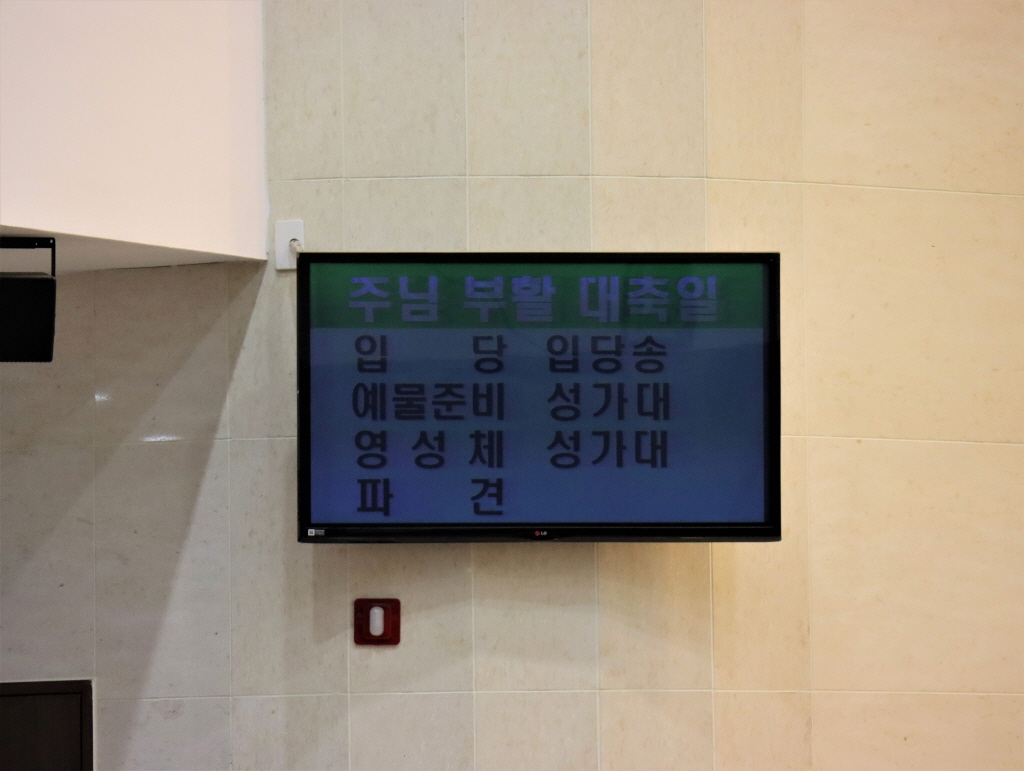 주님 부활 대축일
입 당 입당송
예물준비 성가대
영 성 체 성가대
파 견
LG